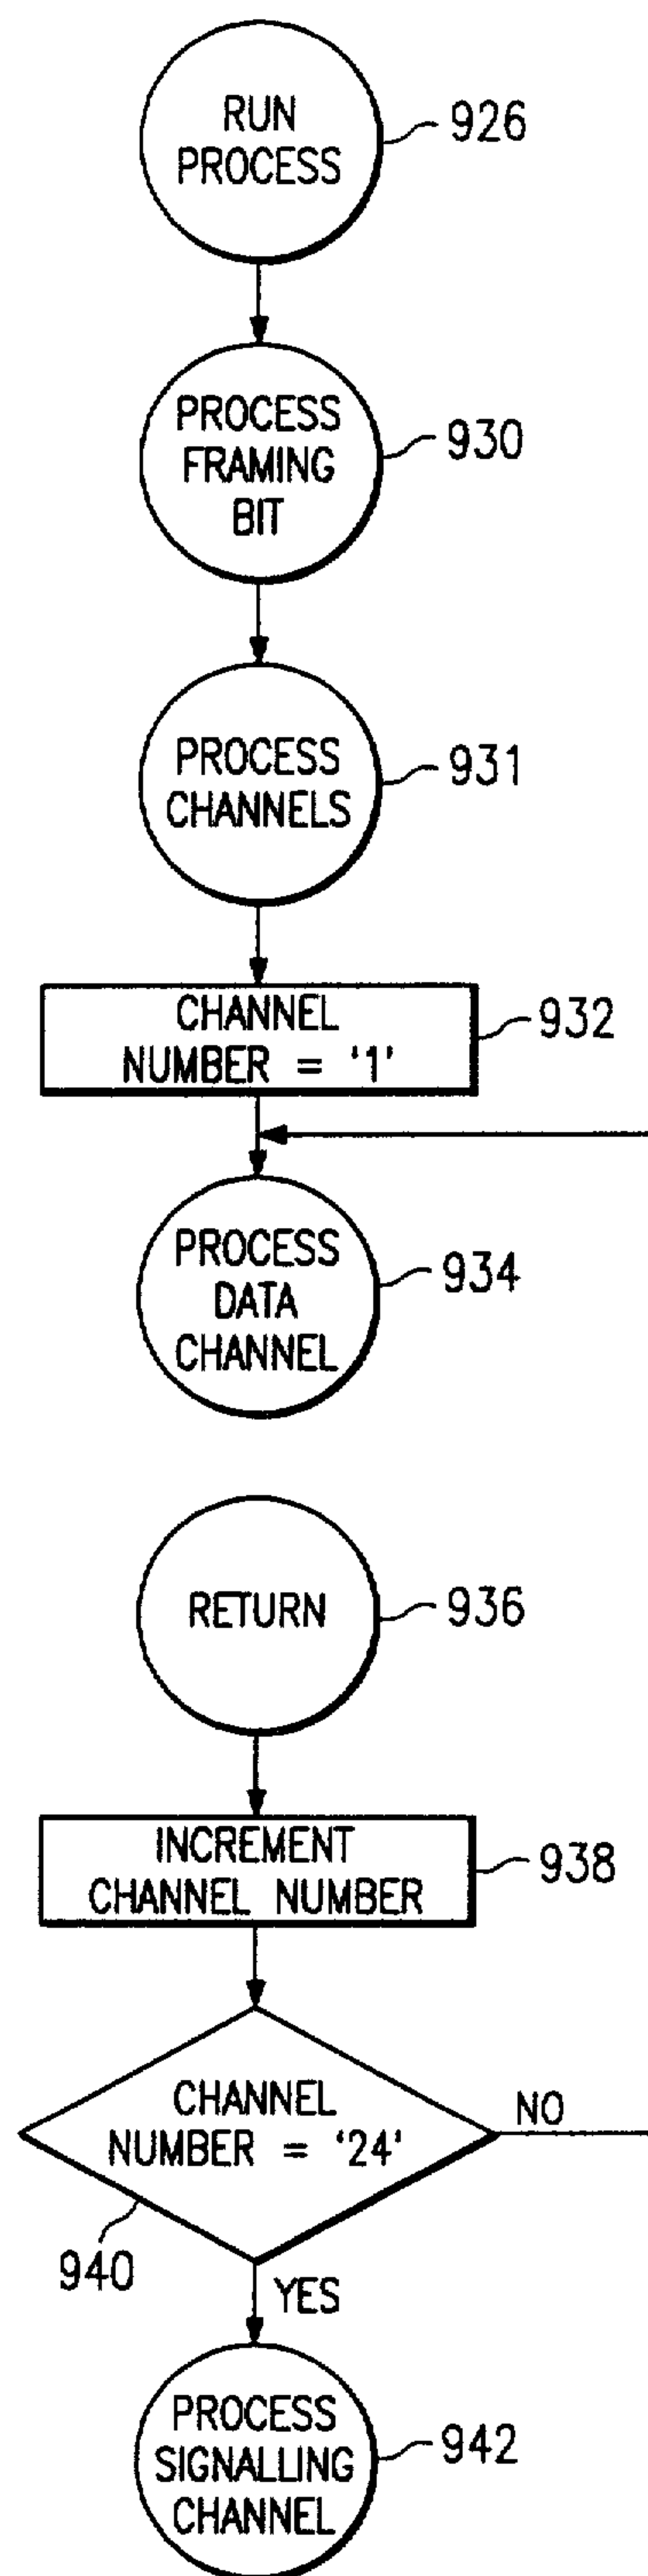 RUN
PROCESS
926
PROCESS
FRAMING
BIT
930
PROCESS
CHANNELS
931
CHANNEL
NUMBER = '1'
932
PROCESS
DATA
CHANNEL
934
RETURN
936
INCREMENT
CHANNEL NUMBER
938
CHANNEL
NUMBER = '24'
NO
940
YES
PROCESS
SIGNALLING
CHANNEL
942